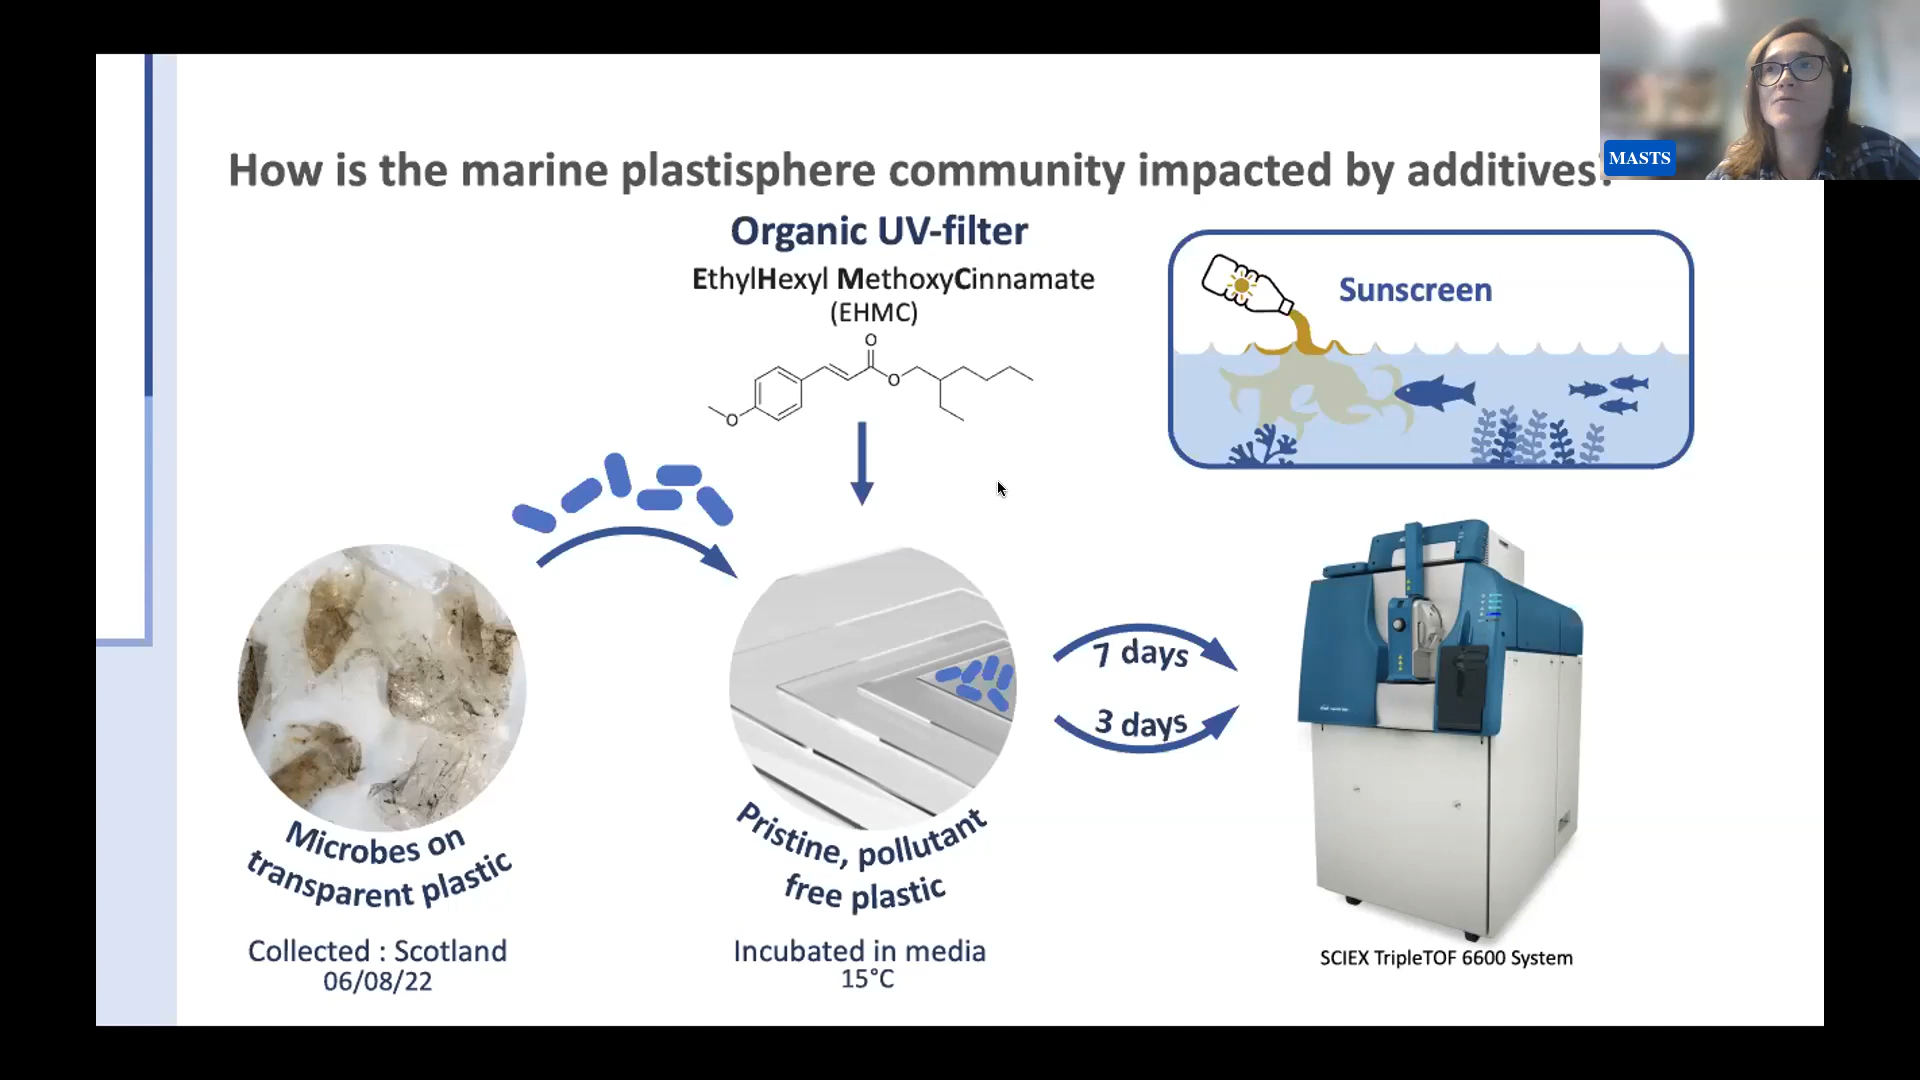 How is the marine plastisphere community impacted by additives?
MASTS
Organic UV-filter
EthylHexyl MethoxyCinnamate
(EHMC)
O
O
O
Sunscreen
7 days
3 days
Microbes on
transparent plastic
Collected : Scotland
06/08/22
Pristine, pollutant
free plastic
Incubated in media
15°C
SCIEX TripleTOF 6600 System